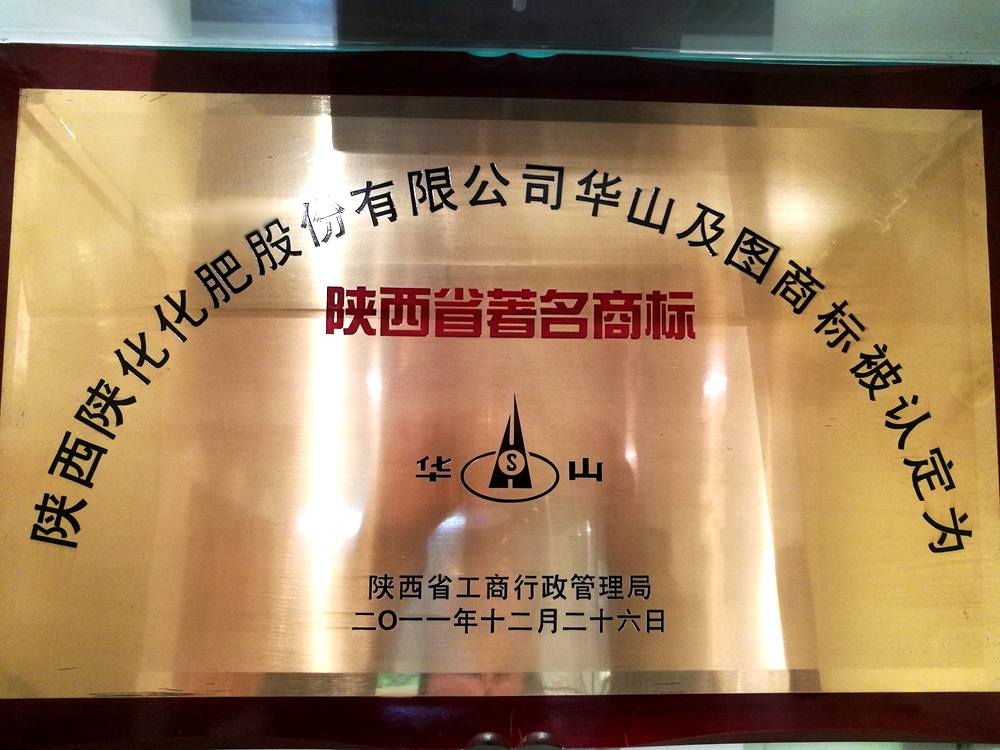 陕西陕化化肥股份有限公司华山及图商标被认定为
陕西省著名商标
华 S 山
陕西省工商行政管理局
二O一一年十二月二十六日